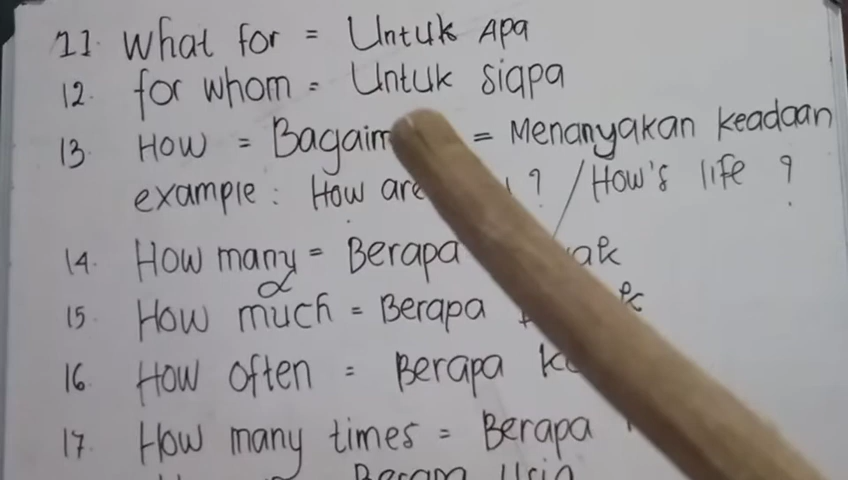 11. What for = Untuk Apa
12. for whom = Untuk siapa
13. How = = Menanyakan keadaan
example : How are ? / How's life ?
14. How many = Berapa
α
15. How much = Berapa
16. How often = Berapa
17. How many times = Berapa